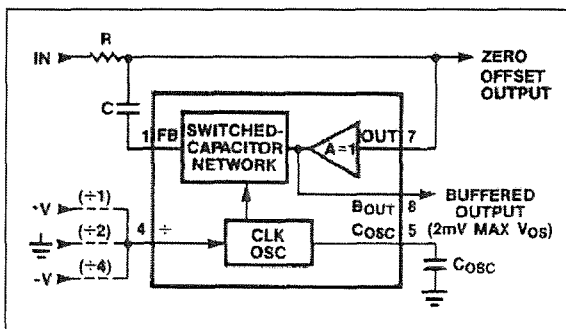 R
IN
ZERO
OFFSET
OUTPUT
C
1 FB
SWITCHED-
CAPACITOR
NETWORK
A=1
OUT 7
+V (÷1)
(÷2)
-V (÷4)
4 ÷
CLK
OSC
BOUT 8
COSC 5
BUFFERED
OUTPUT
(2mV MAX VOS)
COSC